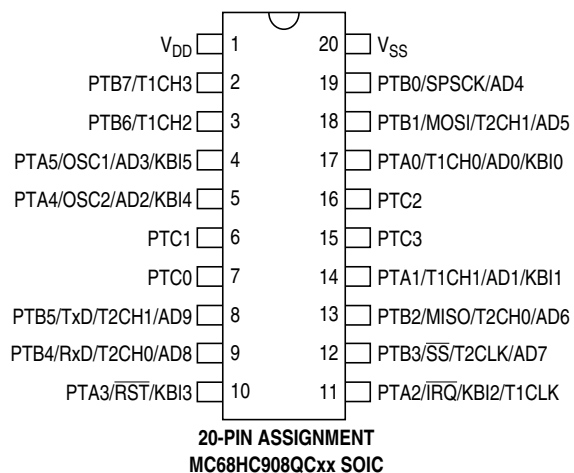 V_DD 1 20 V_SS
PTB7/T1CH3 2 19 PTB0/SPSCK/AD4
PTB6/T1CH2 3 18 PTB1/MOSI/T2CH1/AD5
PTA5/OSC1/AD3/KBI5 4 17 PTA0/T1CH0/AD0/KBI0
PTA4/OSC2/AD2/KBI4 5 16 PTC2
PTC1 6 15 PTC3
PTC0 7 14 PTA1/T1CH1/AD1/KBI1
PTB5/TxD/T2CH1/AD9 8 13 PTB2/MISO/T2CH0/AD6
PTB4/RxD/T2CH0/AD8 9 12 PTB3/S̅S̅/T2CLK/AD7
PTA3/R̅S̅T̅/KBI3 10 11 PTA2/I̅R̅Q̅/KBI2/T1CLK
20-PIN ASSIGNMENT
MC68HC908QCxx SOIC